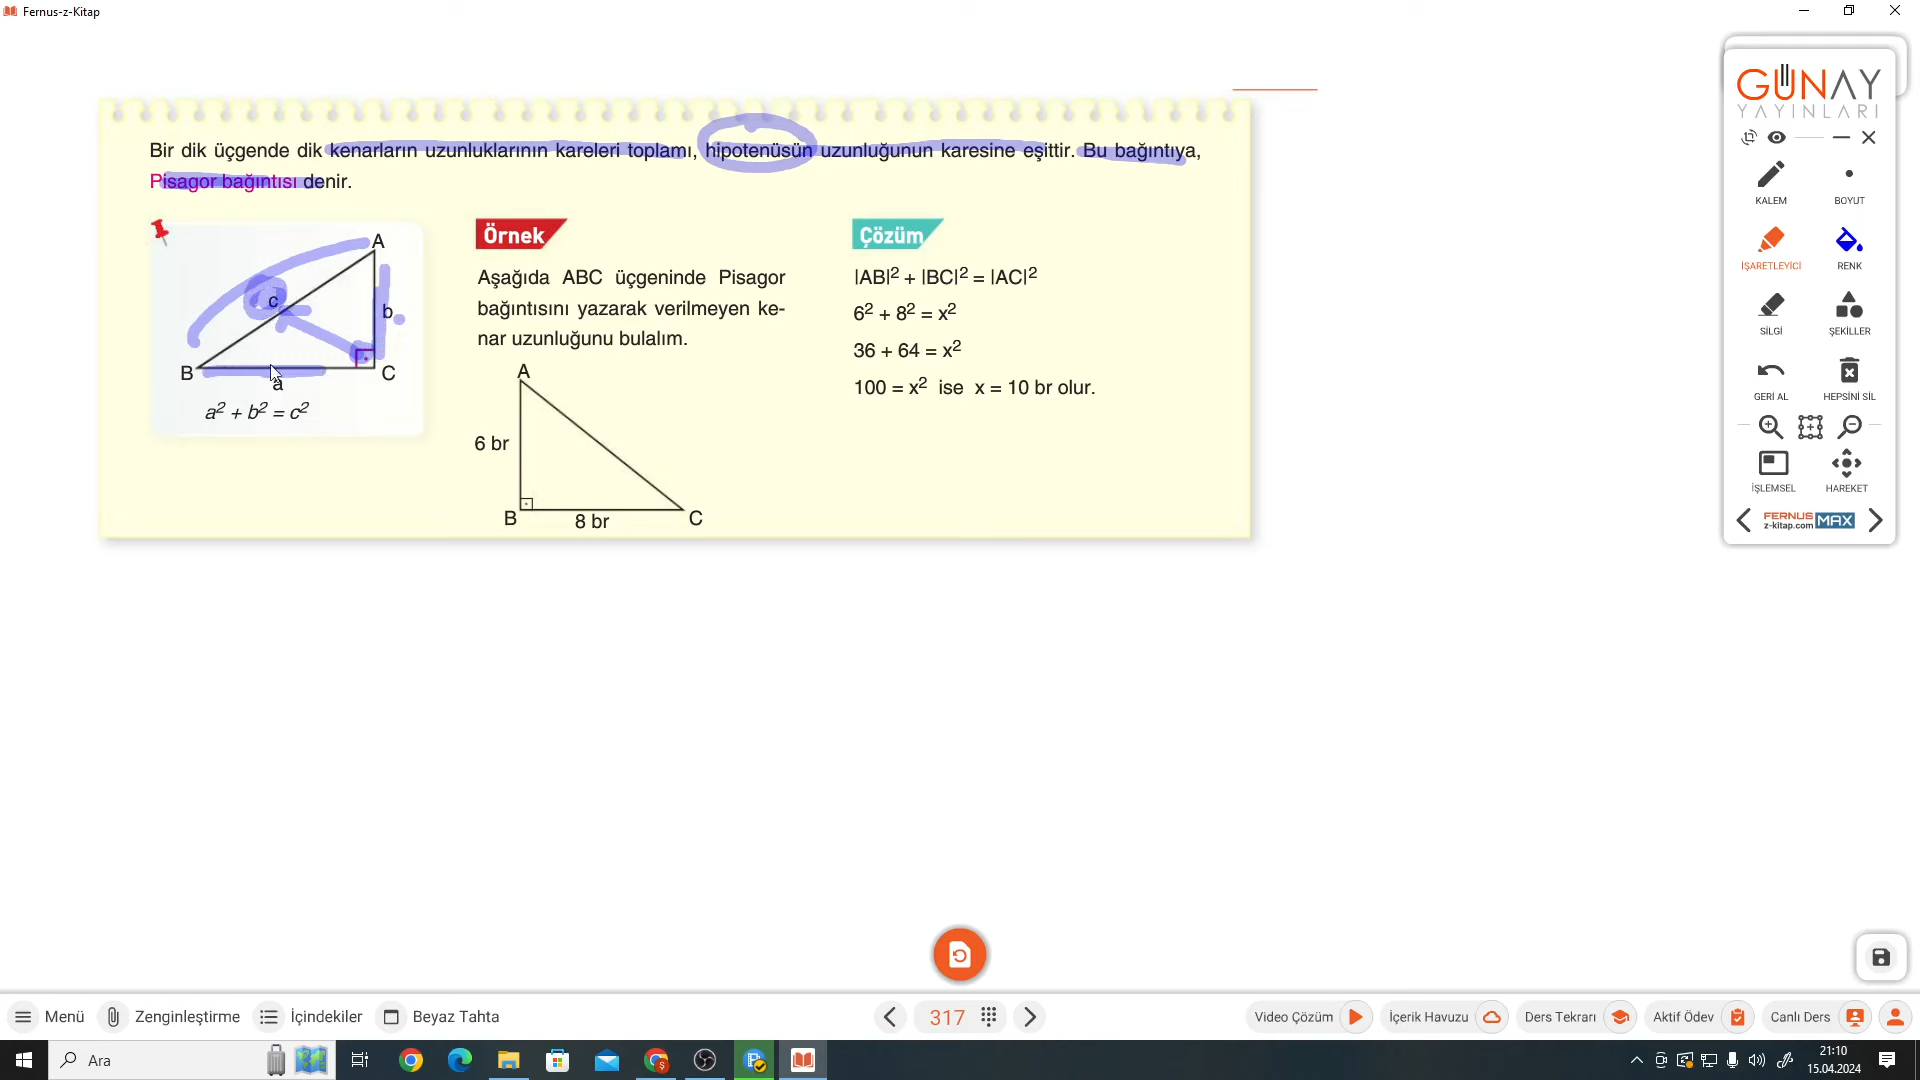 Fernus-z-Kitap
GÜNAY
YAYINLARI
Bir dik üçgende dik kenarların uzunluklarının kareleri toplamı, hipotenüsün uzunluğunun karesine eşittir. Bu bağıntıya,
Pisagor bağıntısı denir.
A
c
b
B
a
C
a² + b² = c²
Örnek
Aşağıda ABC üçgeninde Pisagor
bağıntısını yazarak verilmeyen ke-
nar uzunluğunu bulalım.
A
6 br
B
8 br
C
Çözüm
|AB|² + |BC|² = |AC|²
6² + 8² = x²
36 + 64 = x²
100 = x² ise x = 10 br olur.
KALEM
BOYUT
İŞARETLEYİCİ
RENK
SİLGİ
ŞEKİLLER
GERİ AL
HEPSİNİ SİL
İŞLEMSEL
HAREKET
FERNUS
z-kitap.com MAX
Menü
Zenginleştirme
İçindekiler
Beyaz Tahta
317
Video Çözüm
İçerik Havuzu
Ders Tekrarı
Aktif Ödev
Canlı Ders
Ara
21:10
15.04.2024